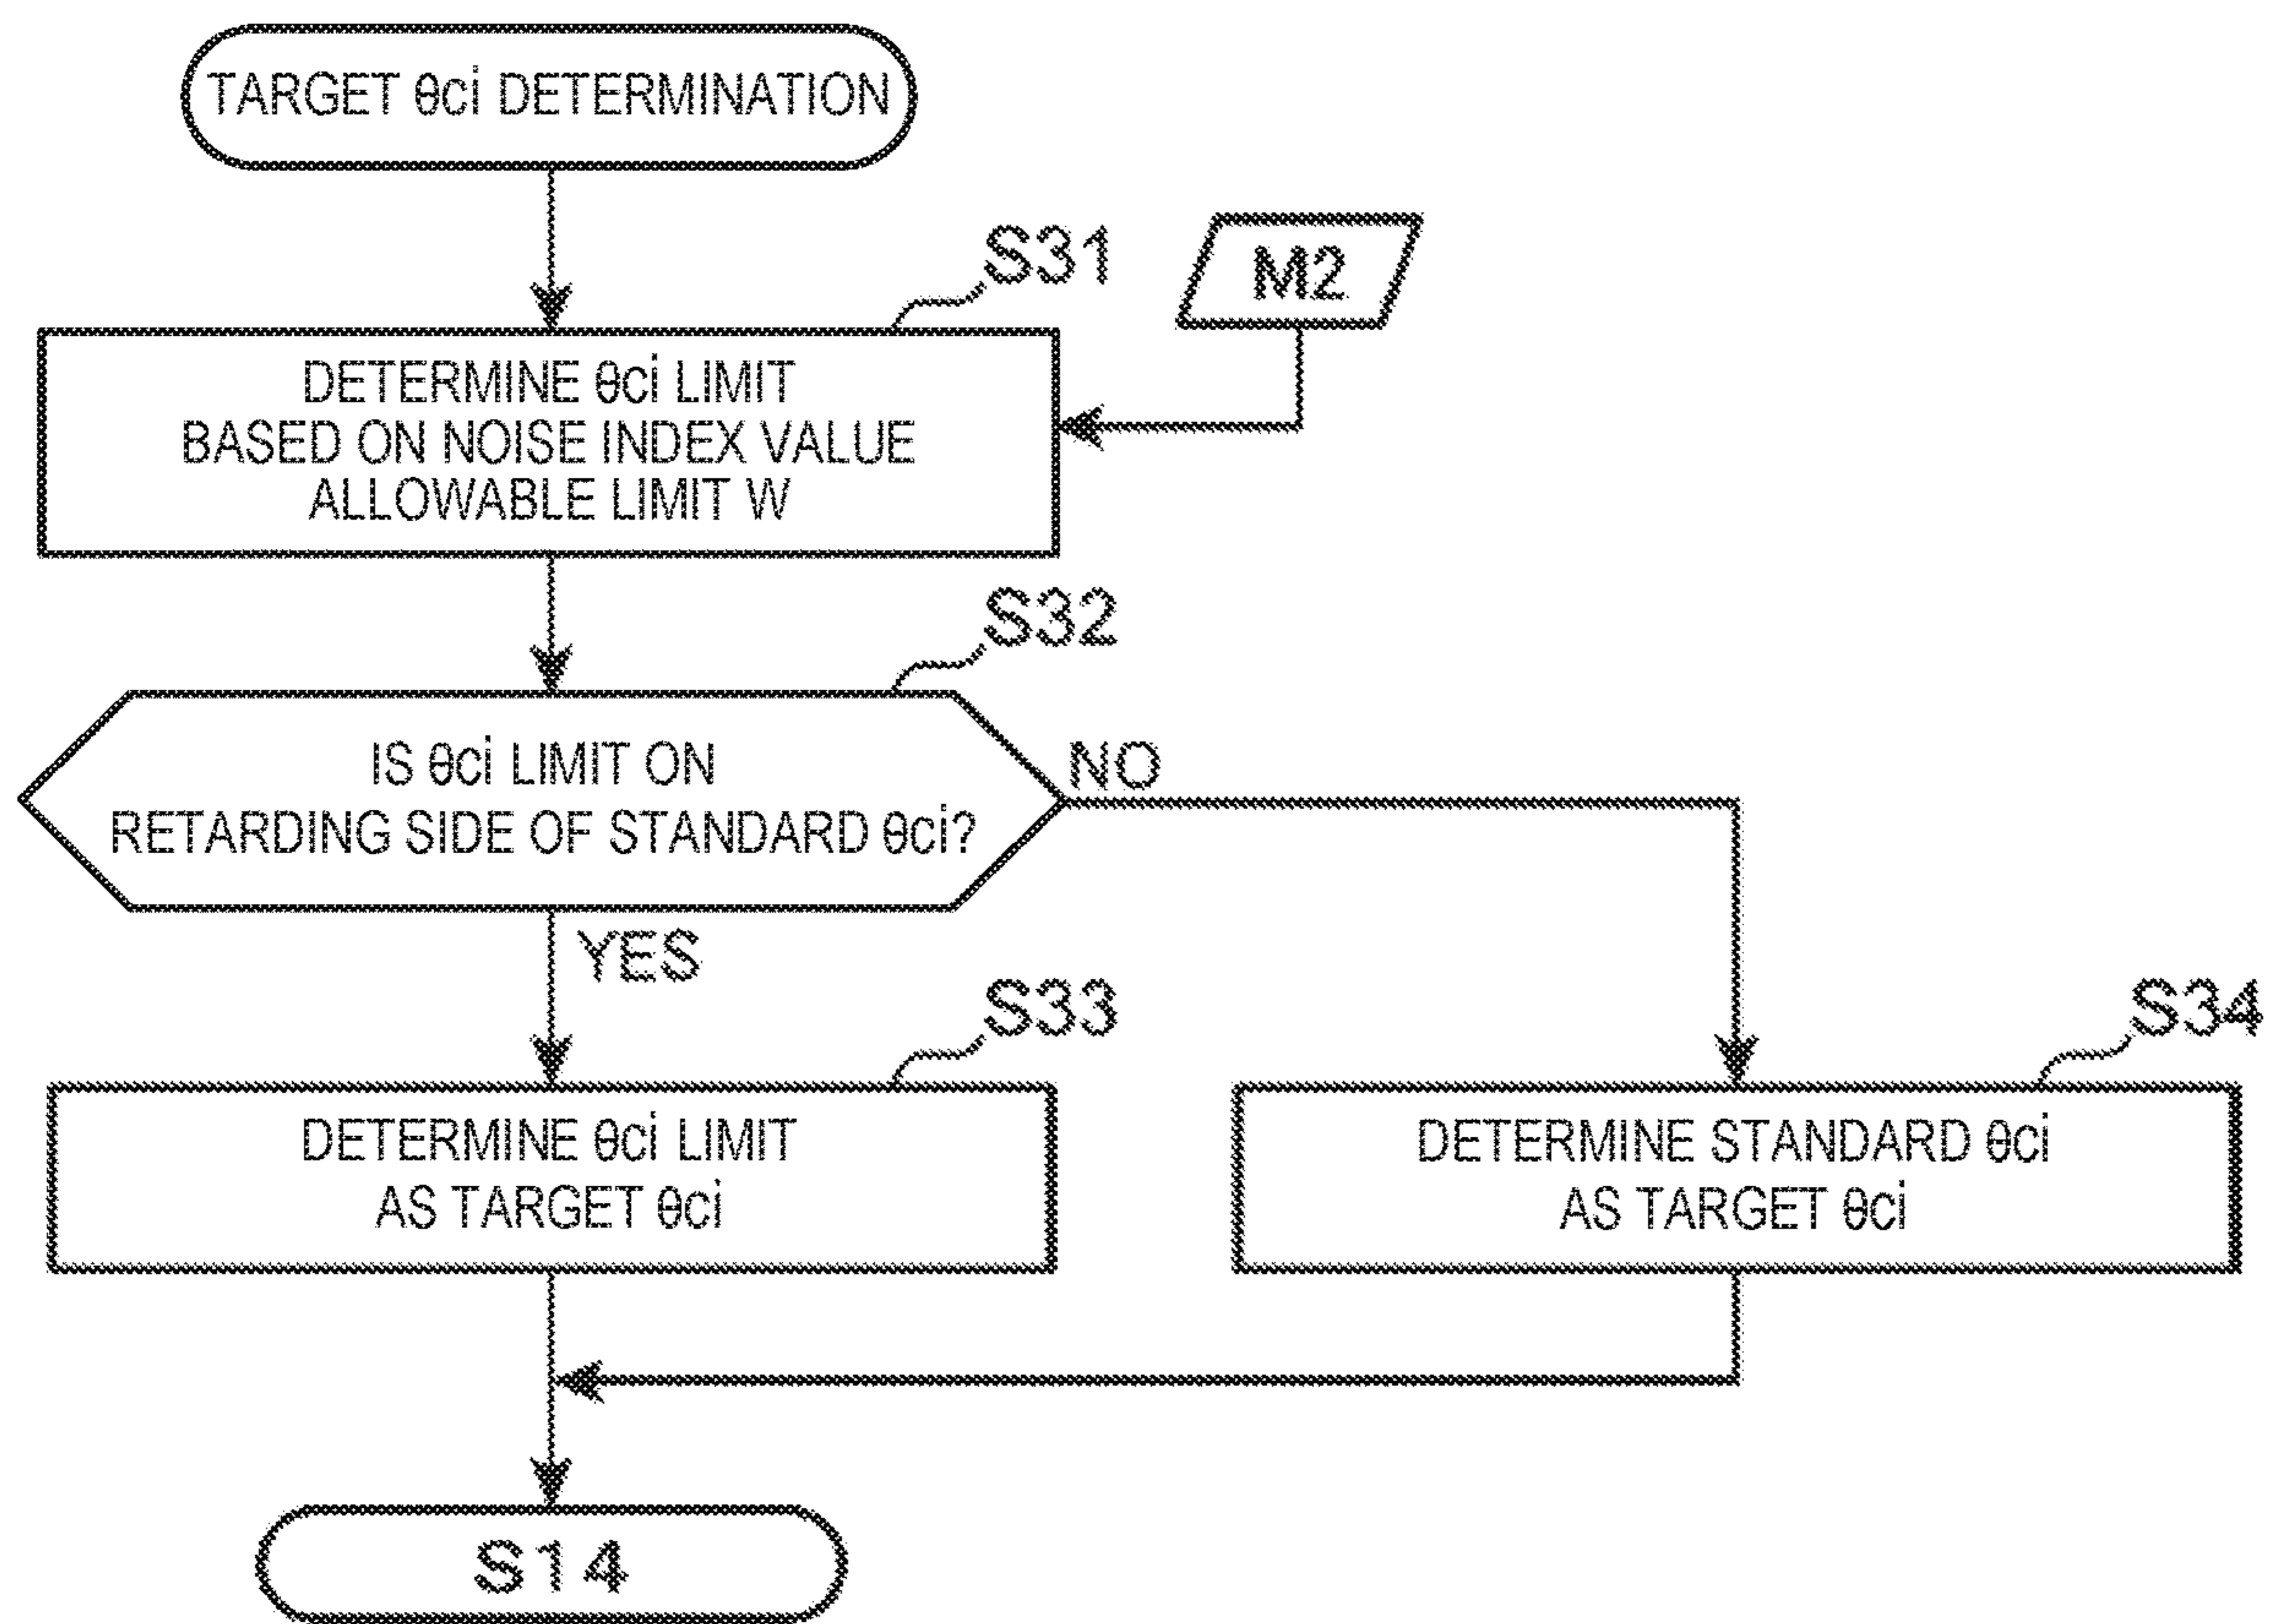 TARGET θci DETERMINATION
S31
M2
DETERMINE θci LIMIT
BASED ON NOISE INDEX VALUE
ALLOWABLE LIMIT W
S32
IS θci LIMIT ON
RETARDING SIDE OF STANDARD θci?
NO
YES
S33
DETERMINE θci LIMIT
AS TARGET θci
S34
DETERMINE STANDARD θci
AS TARGET θci
S14